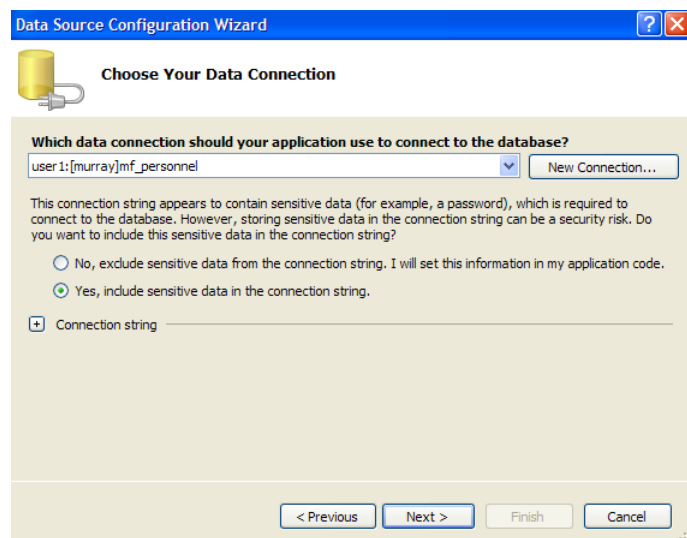 Data Source Configuration Wizard
Choose Your Data Connection
Which data connection should your application use to connect to the database?
user1:[murray]mf_personnel
New Connection...
This connection string appears to contain sensitive data (for example, a password), which is required to
connect to the database. However, storing sensitive data in the connection string can be a security risk. Do
you want to include this sensitive data in the connection string?
No, exclude sensitive data from the connection string. I will set this information in my application code.
Yes, include sensitive data in the connection string.
Connection string
< Previous
Next >
Finish
Cancel